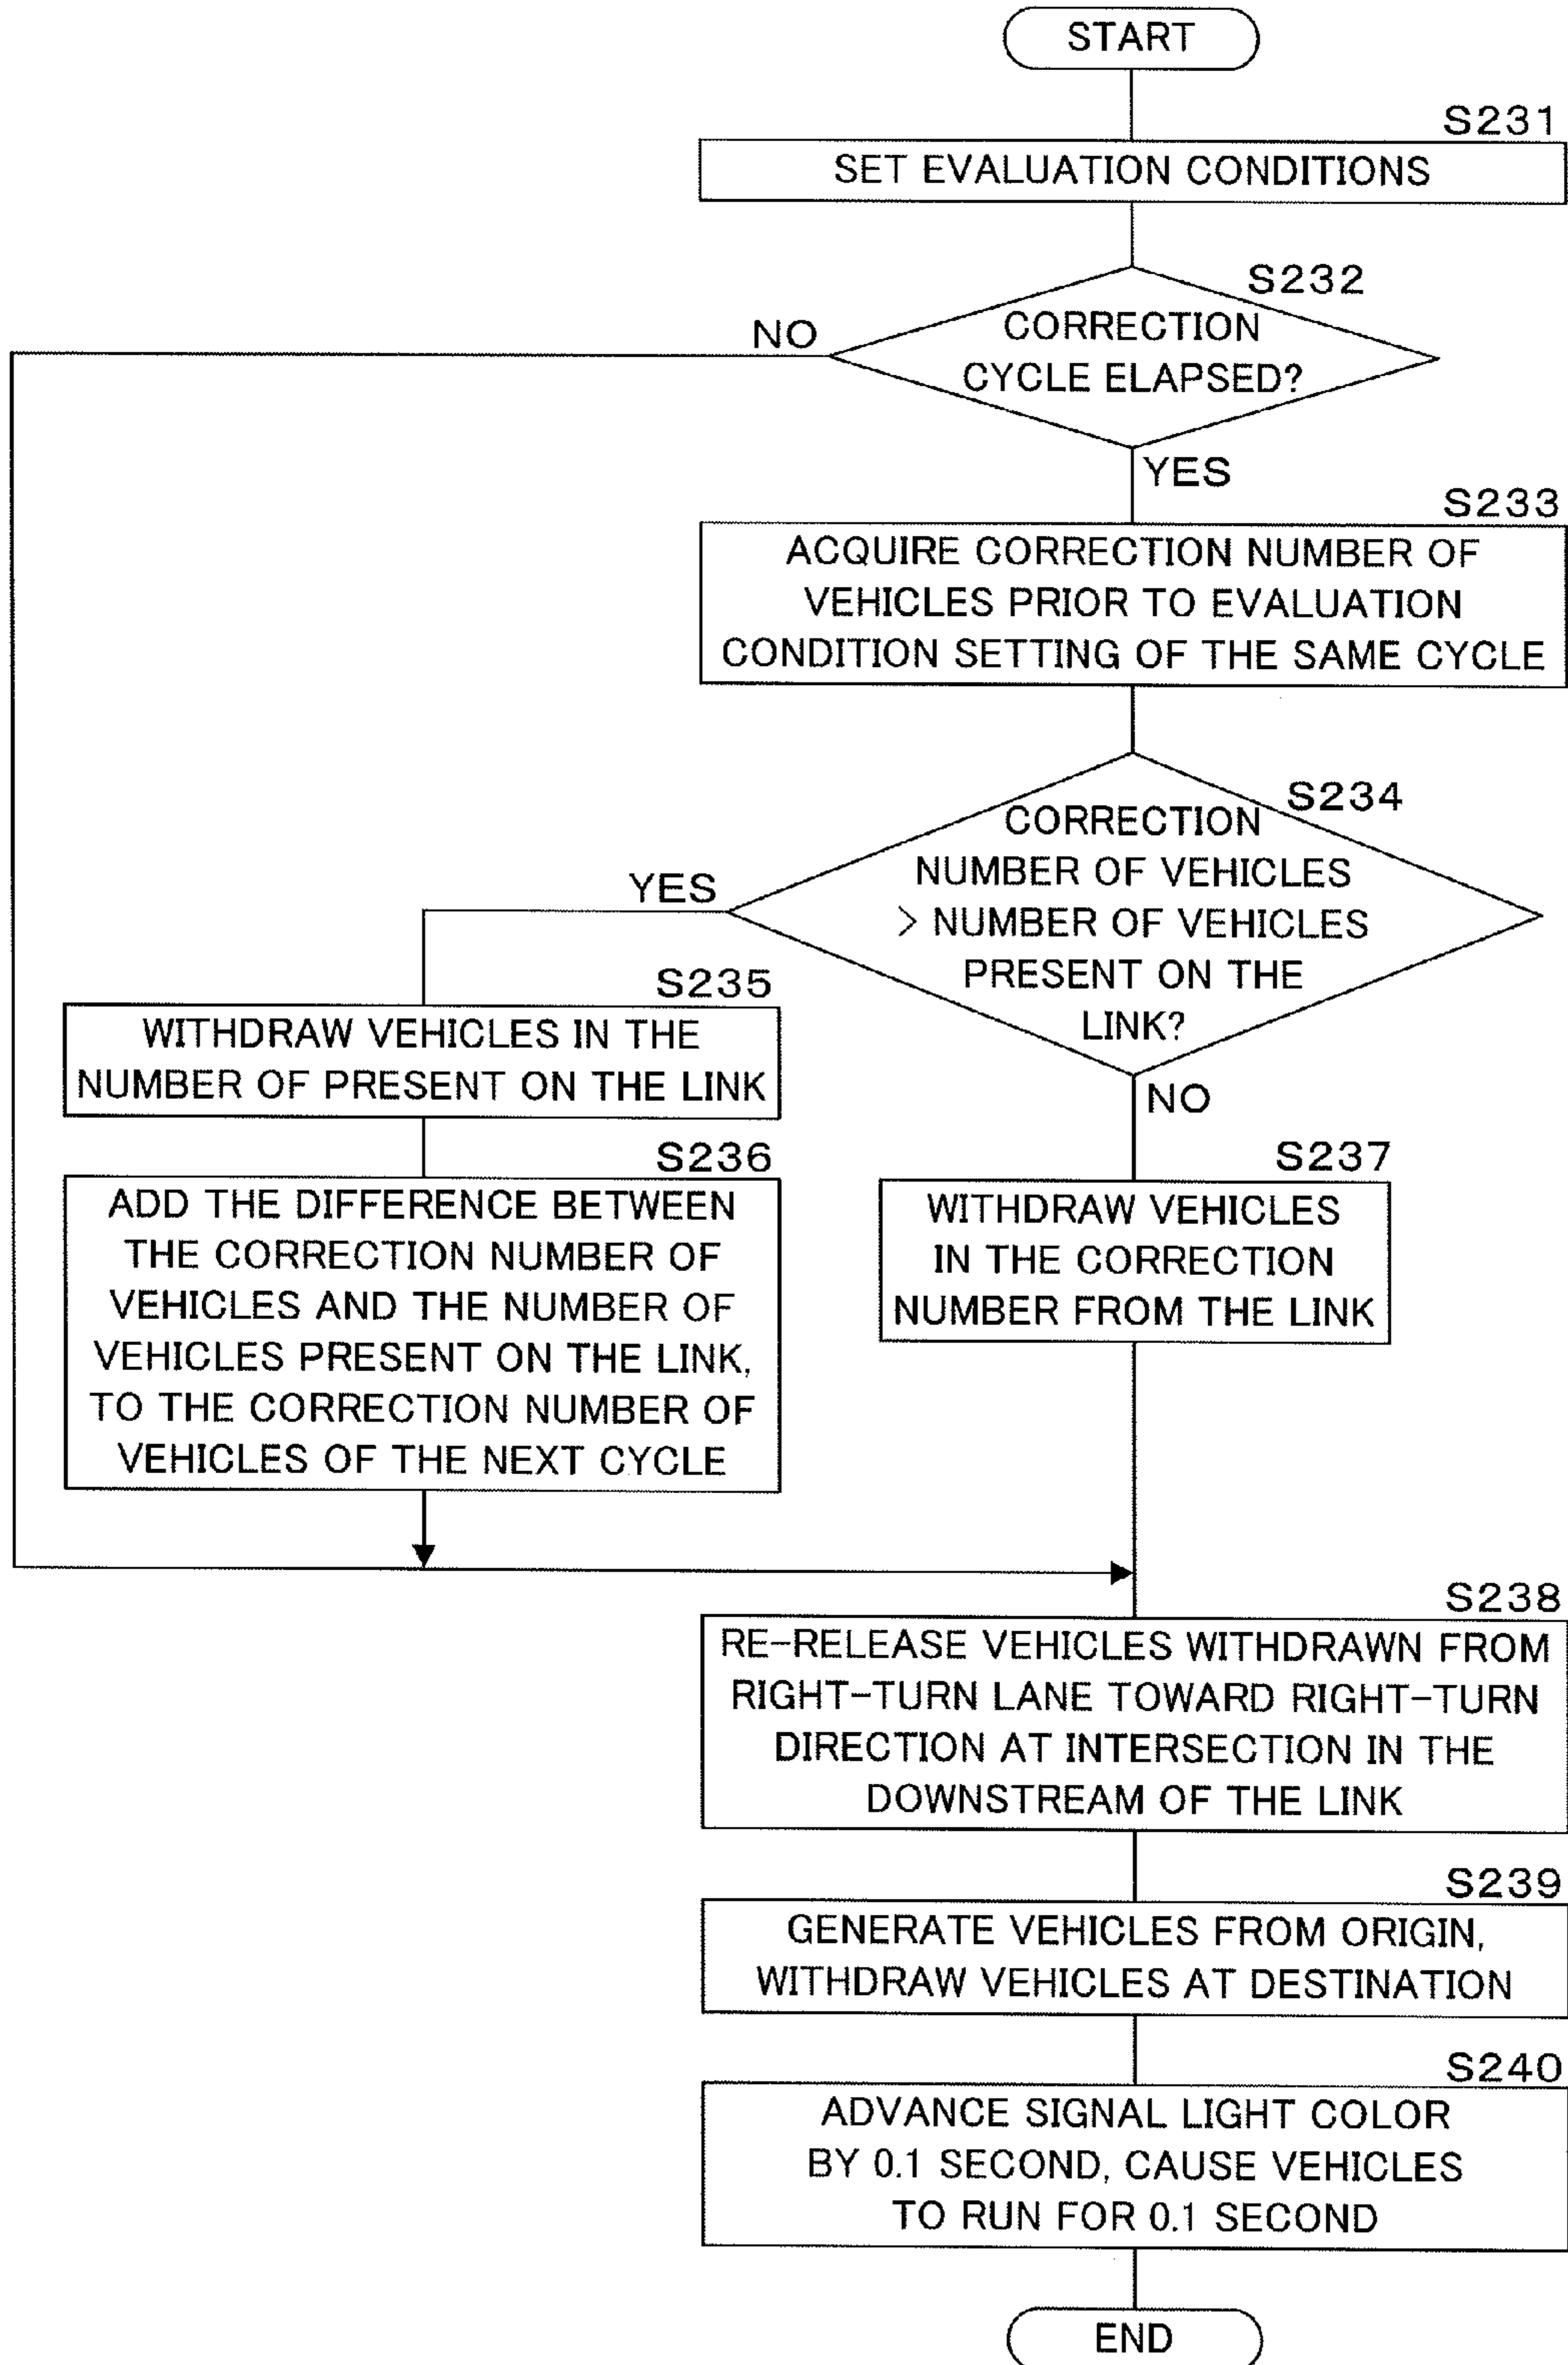 START
S231
SET EVALUATION CONDITIONS
S232
NO
CORRECTION
CYCLE ELAPSED?
YES
S233
ACQUIRE CORRECTION NUMBER OF
VEHICLES PRIOR TO EVALUATION
CONDITION SETTING OF THE SAME CYCLE
S234
CORRECTION
NUMBER OF VEHICLES
> NUMBER OF VEHICLES
PRESENT ON THE
LINK?
YES
S235
WITHDRAW VEHICLES IN THE
NUMBER OF PRESENT ON THE LINK
NO
S236
ADD THE DIFFERENCE BETWEEN
THE CORRECTION NUMBER OF
VEHICLES AND THE NUMBER OF
VEHICLES PRESENT ON THE LINK,
TO THE CORRECTION NUMBER OF
VEHICLES OF THE NEXT CYCLE
S237
WITHDRAW VEHICLES
IN THE CORRECTION
NUMBER FROM THE LINK
S238
RE-RELEASE VEHICLES WITHDRAWN FROM
RIGHT-TURN LANE TOWARD RIGHT-TURN
DIRECTION AT INTERSECTION IN THE
DOWNSTREAM OF THE LINK
S239
GENERATE VEHICLES FROM ORIGIN,
WITHDRAW VEHICLES AT DESTINATION
S240
ADVANCE SIGNAL LIGHT COLOR
BY 0.1 SECOND, CAUSE VEHICLES
TO RUN FOR 0.1 SECOND
END